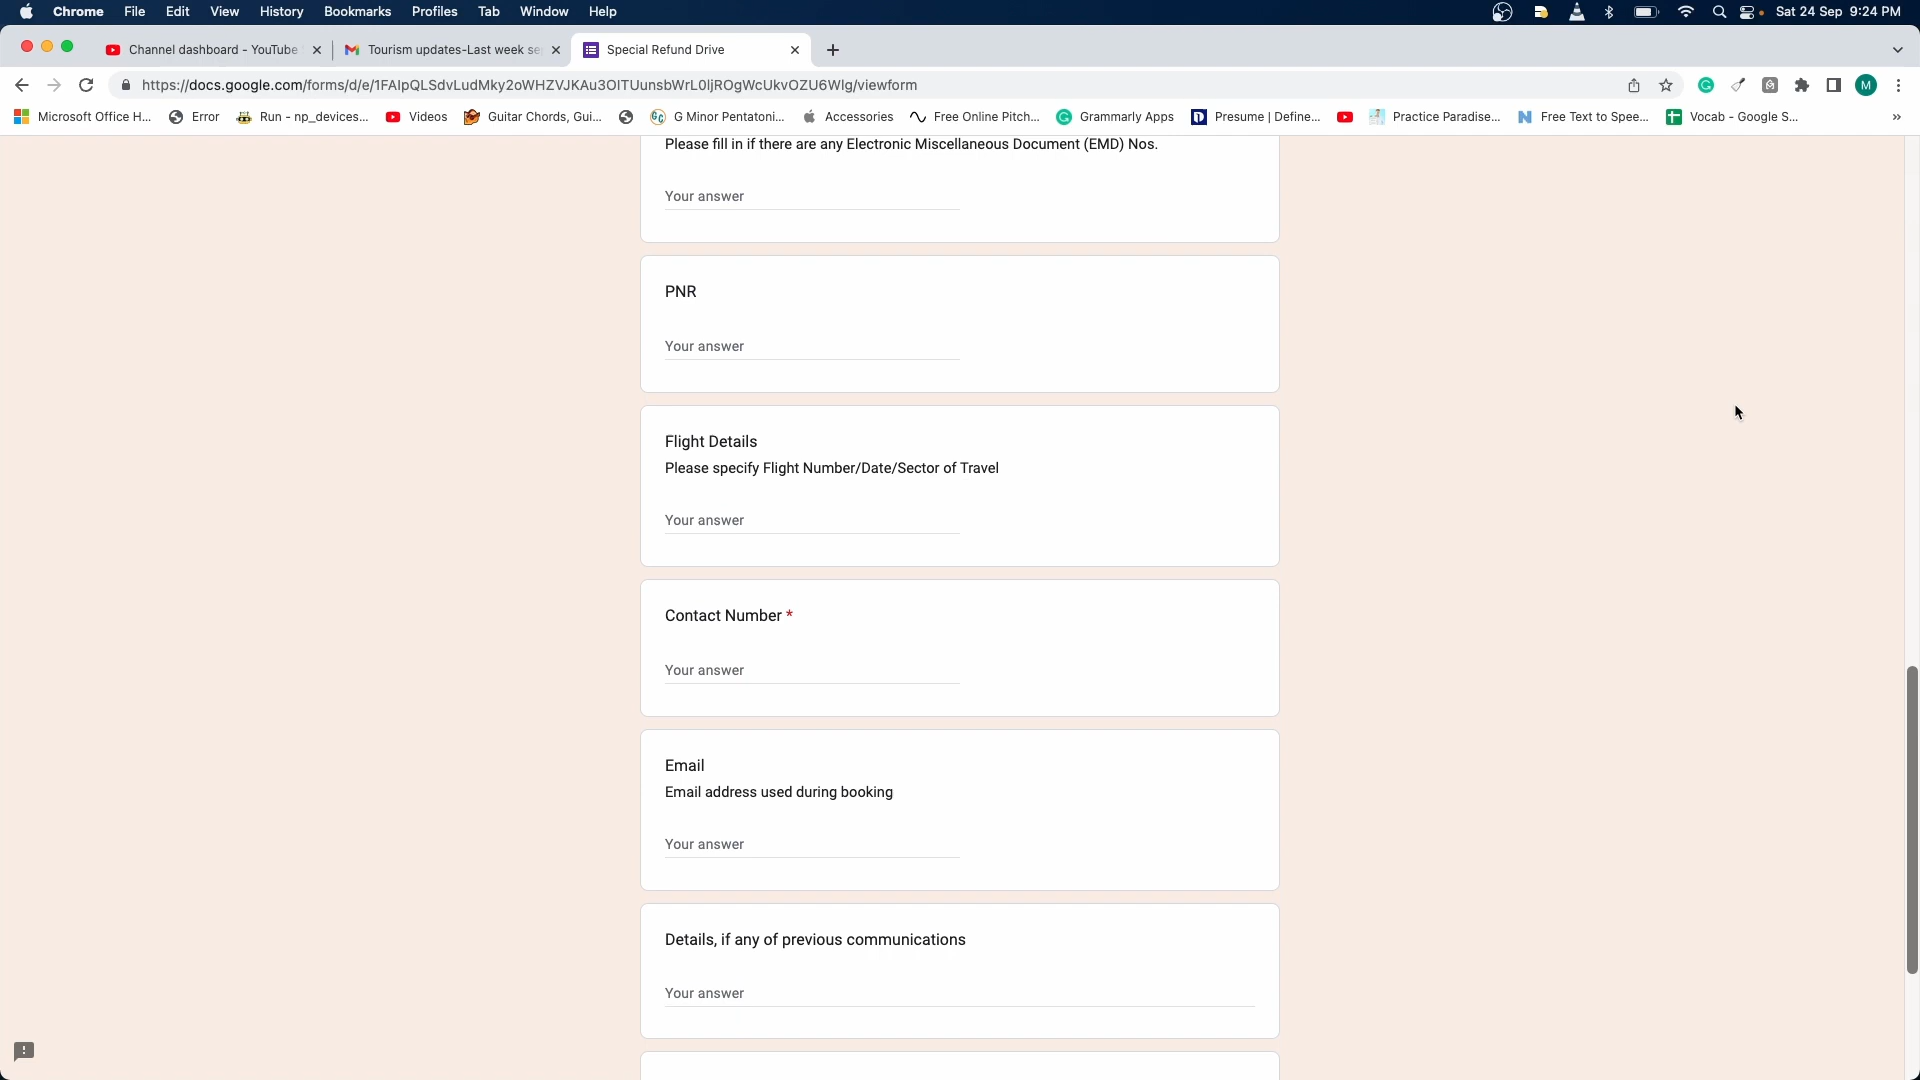 Chrome File Edit View History Bookmarks Profiles Tab Window Help Sat 24 Sep 9:24 PM
Channel dashboard - YouTube Tourism updates-Last week se Special Refund Drive
https://docs.google.com/forms/d/e/1FAIpQLSdvLudMky2oWHZVJKAu3OITUunsbWrL0ljROgWcUkvOZU6Wlg/viewform M
Microsoft Office H... Error Run - np_devices... Videos Guitar Chords, Gui... G Minor Pentatoni... Accessories Free Online Pitch... Grammarly Apps Presume | Define... Practice Paradise... Free Text to Spee... Vocab - Google S... »
Please fill in if there are any Electronic Miscellaneous Document (EMD) Nos.
Your answer
PNR
Your answer
Flight Details
Please specify Flight Number/Date/Sector of Travel
Your answer
Contact Number *
Your answer
Email
Email address used during booking
Your answer
Details, if any of previous communications
Your answer